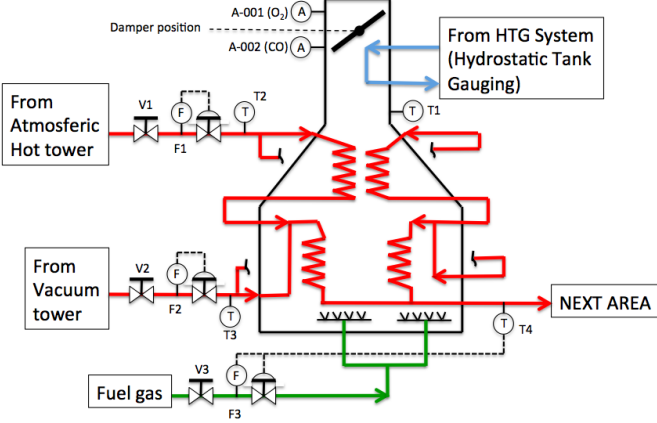 A-001 (O₂)
A
Damper position
A-002 (CO)
A
From HTG System
(Hydrostatic Tank
Gauging)
From
Atmosferic
Hot tower
V1
F
F1
T2
T
T
T1
From
Vacuum
tower
V2
F
F2
T
T3
NEXT AREA
T
T4
Fuel gas
V3
F
F3